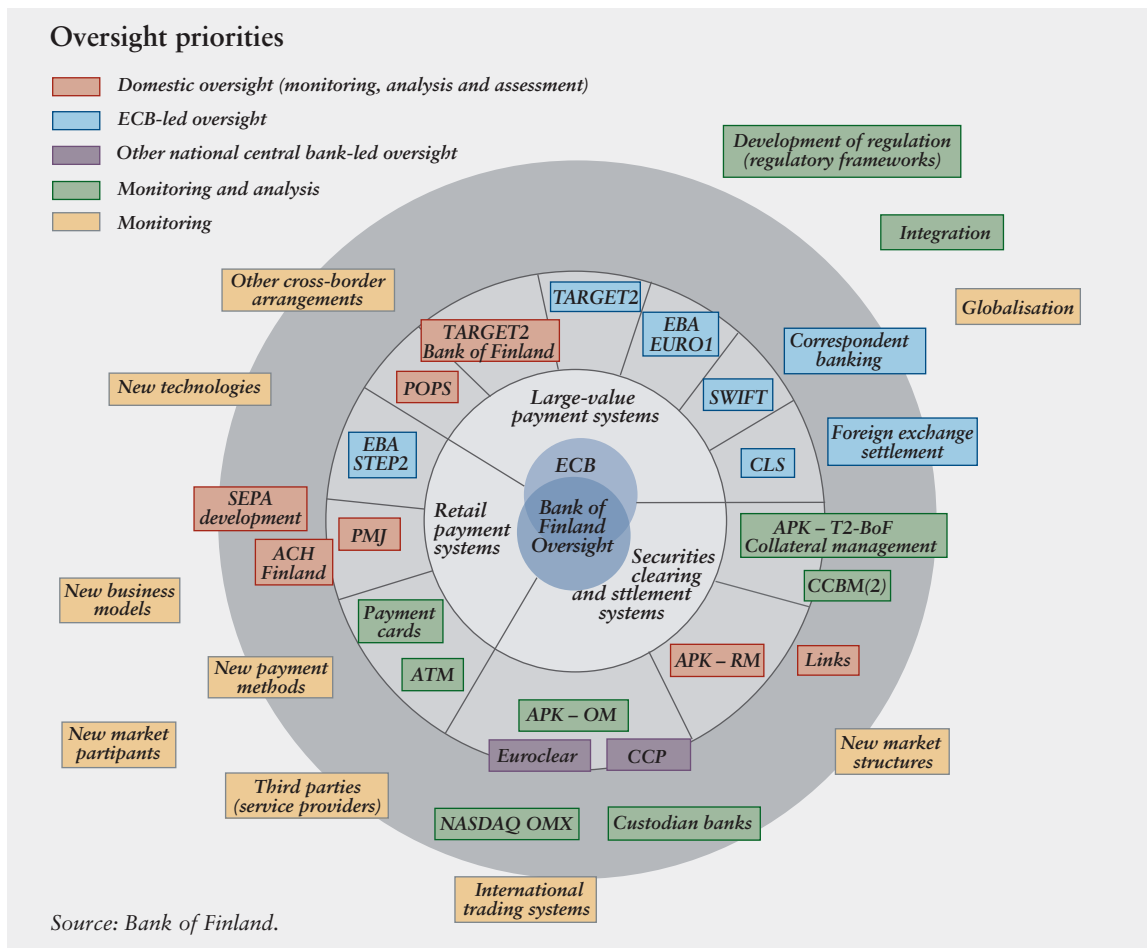 Oversight priorities
Domestic oversight (monitoring, analysis and assessment)
ECB-led oversight
Other national central bank-led oversight
Monitoring and analysis
Monitoring
Development of regulation
(regulatory frameworks)
Integration
Globalisation
Other cross-border
arrangements
New technologies
TARGET2
TARGET2
Bank of Finland
EBA
EURO1
Correspondent
banking
POPS
SWIFT
Large-value
payment systems
EBA
STEP2
CLS
Foreign exchange
settlement
ECB
Bank of
Finland
Oversight
Retail
payment
systems
Securities
clearing
and sttlement
systems
SEPA
development
PMJ
ACH
Finland
APK – T2-BoF
Collateral management
CCBM(2)
New business
models
Payment
cards
ATM
APK – RM
Links
New payment
methods
New market
partipants
APK – OM
Euroclear
CCP
New market
structures
Third parties
(service providers)
NASDAQ OMX
Custodian banks
International
trading systems
Source: Bank of Finland.